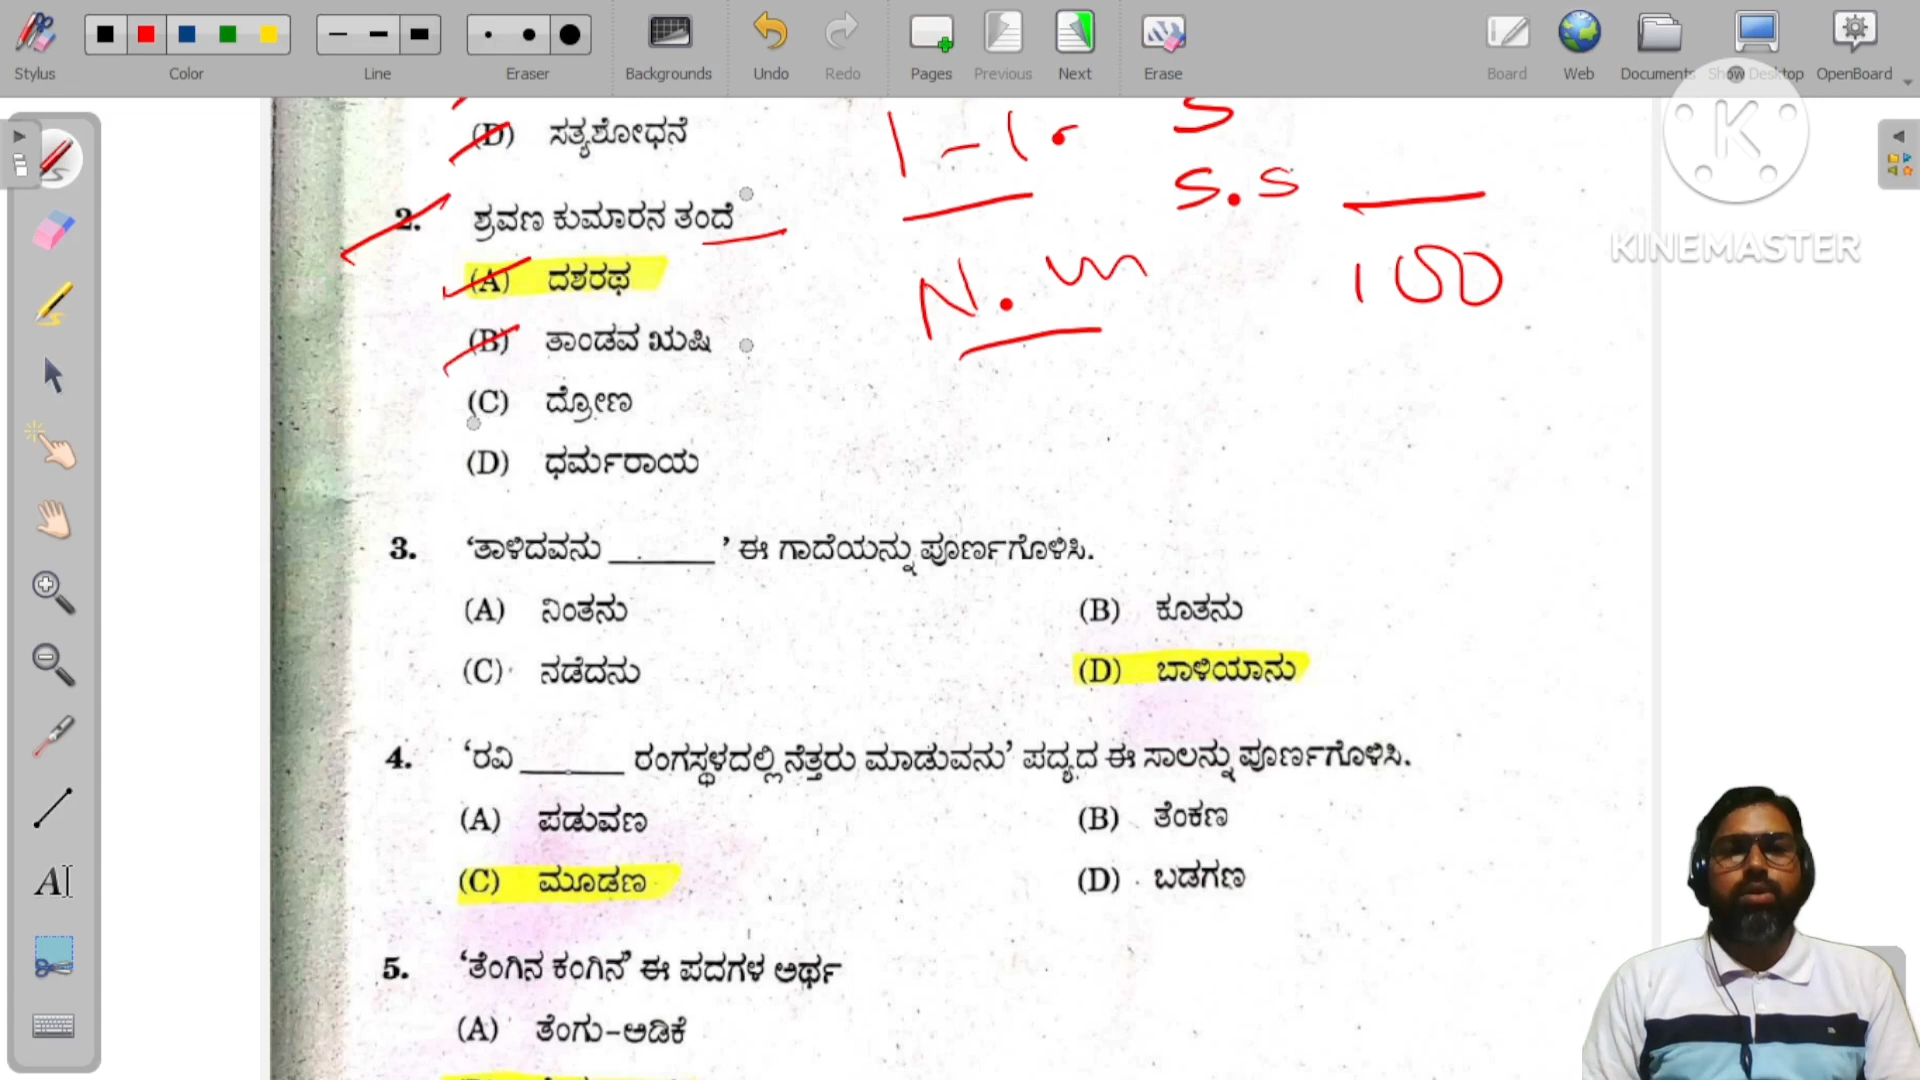 Stylus Color Line Eraser Backgrounds Undo Redo Pages Previous Next Erase Board Web Documents Show Desktop OpenBoard
K
KINEMASTER
(D) ಸತ್ಯಶೋಧನೆ
1-1.
S
S.S
2. ಶ್ರವಣ ಕುಮಾರನ ತಂದೆ
(A) ದಶರಥ
N.m
100
(B) ತಾಂಡವ ಋಷಿ
(C) ದ್ರೋಣ
(D) ಧರ್ಮರಾಯ
3. 'ತಾಳಿದವನು ______' ಈ ಗಾದೆಯನ್ನು ಪೂರ್ಣಗೊಳಿಸಿ.
(A) ನಿಂತನು (B) ಕೂತನು
(C) ನಡೆದನು (D) ಬಾಳಿಯಾನು
4. 'ರವಿ ______ ರಂಗಸ್ಥಳದಲ್ಲಿ ನೆತ್ತರು ಮಾಡುವನು' ಪದ್ಯದ ಈ ಸಾಲನ್ನು ಪೂರ್ಣಗೊಳಿಸಿ.
(A) ಪಡುವಣ (B) ತೆಂಕಣ
(C) ಮೂಡಣ (D) ಬಡಗಣ
5. 'ತೆಂಗಿನ ಕಂಗಿನ' ಈ ಪದಗಳ ಅರ್ಥ
(A) ತೆಂಗು-ಅಡಿಕೆ